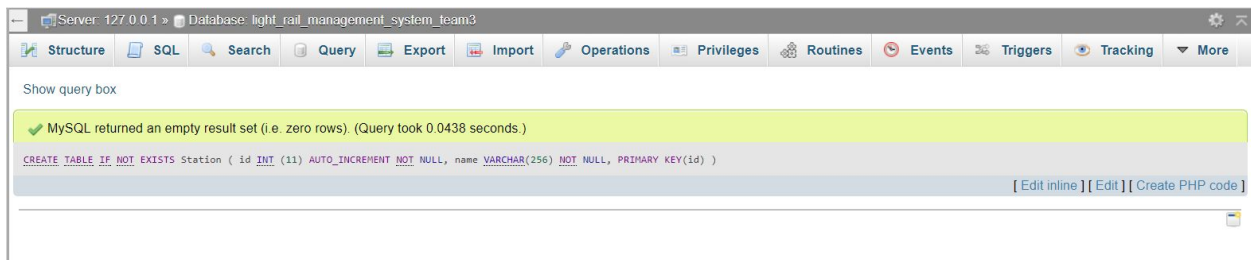 Server: 127.0.0.1 » Database: light_rail_management_system_team3
Structure SQL Search Query Export Import Operations Privileges Routines Events Triggers Tracking More
Show query box
MySQL returned an empty result set (i.e. zero rows). (Query took 0.0438 seconds.)
CREATE TABLE IF NOT EXISTS Station ( id INT (11) AUTO_INCREMENT NOT NULL, name VARCHAR(256) NOT NULL, PRIMARY KEY(id) )
[ Edit inline ] [ Edit ] [ Create PHP code ]